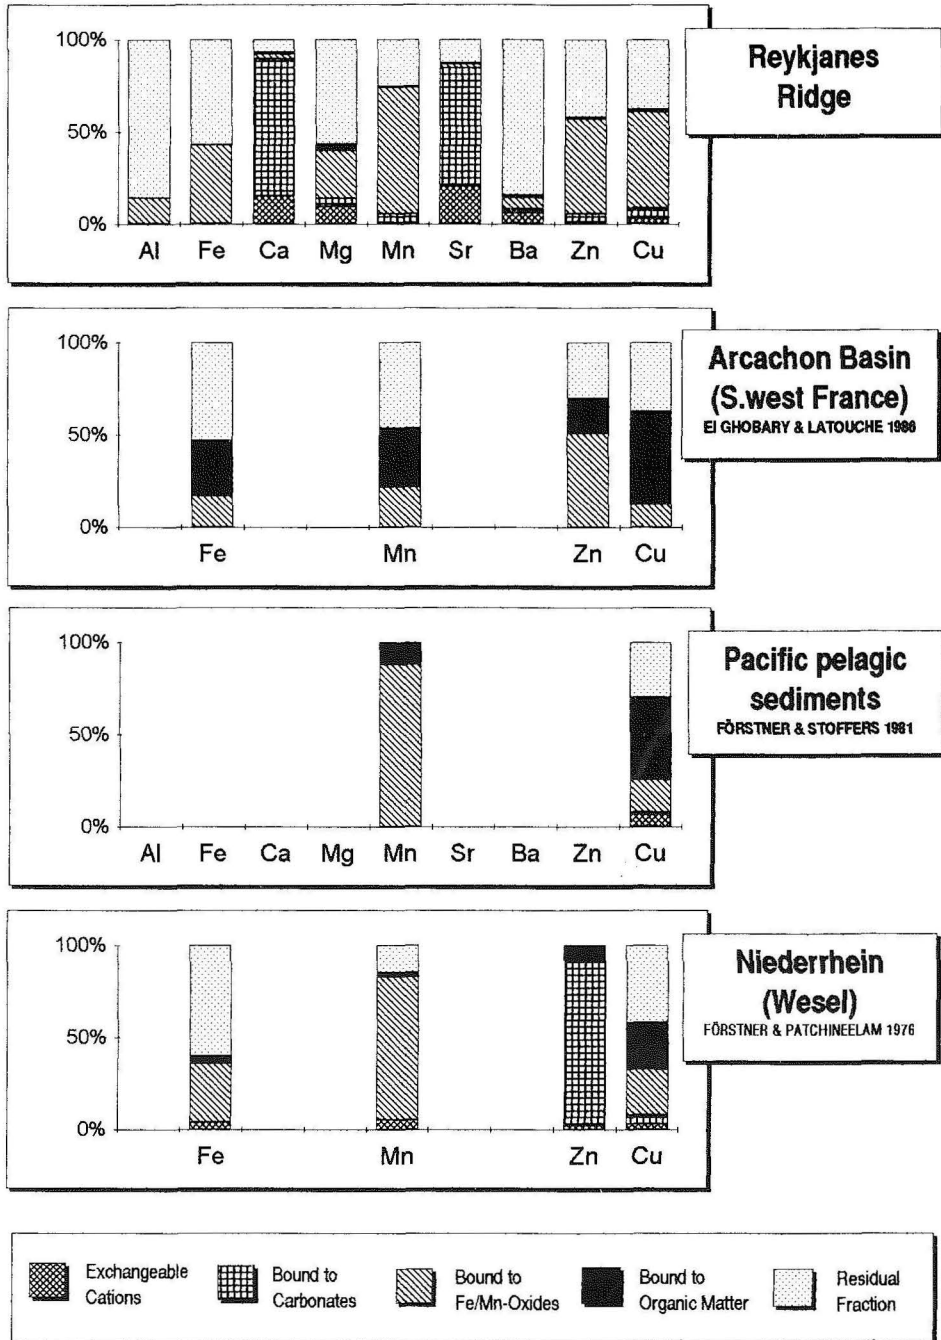 100%
50%
0%
Al Fe Ca Mg Mn Sr Ba Zn Cu
Reykjanes
Ridge
100%
50%
0%
Fe Mn Zn Cu
Arcachon Basin
(S.west France)
El GHOBARY & LATOUCHE 1986
100%
50%
0%
Al Fe Ca Mg Mn Sr Ba Zn Cu
Pacific pelagic
sediments
FÖRSTNER & STOFFERS 1981
100%
50%
0%
Fe Mn Zn Cu
Niederrhein
(Wesel)
FÖRSTNER & PATCHINEELAM 1976
Exchangeable
Cations
Bound to
Carbonates
Bound to
Fe/Mn-Oxides
Bound to
Organic Matter
Residual
Fraction